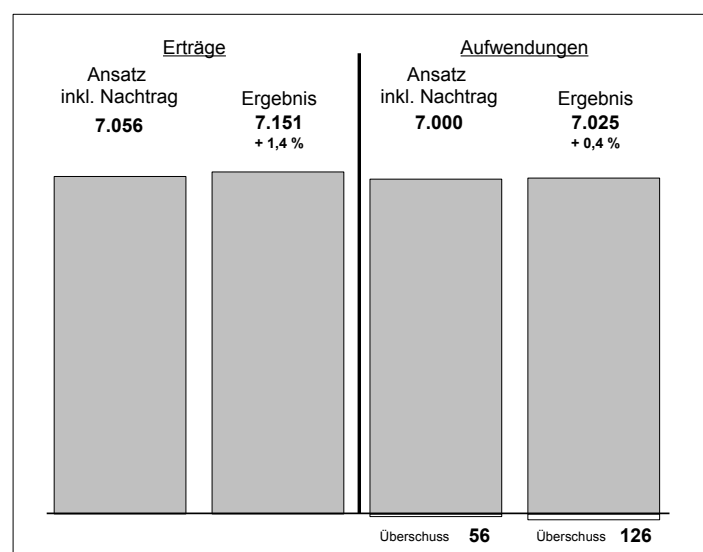 Erträge
Ansatz
inkl. Nachtrag
7.056
Ergebnis
7.151
+ 1,4 %
Aufwendungen
Ansatz
inkl. Nachtrag
7.000
Ergebnis
7.025
+ 0,4 %
Überschuss 56
Überschuss 126